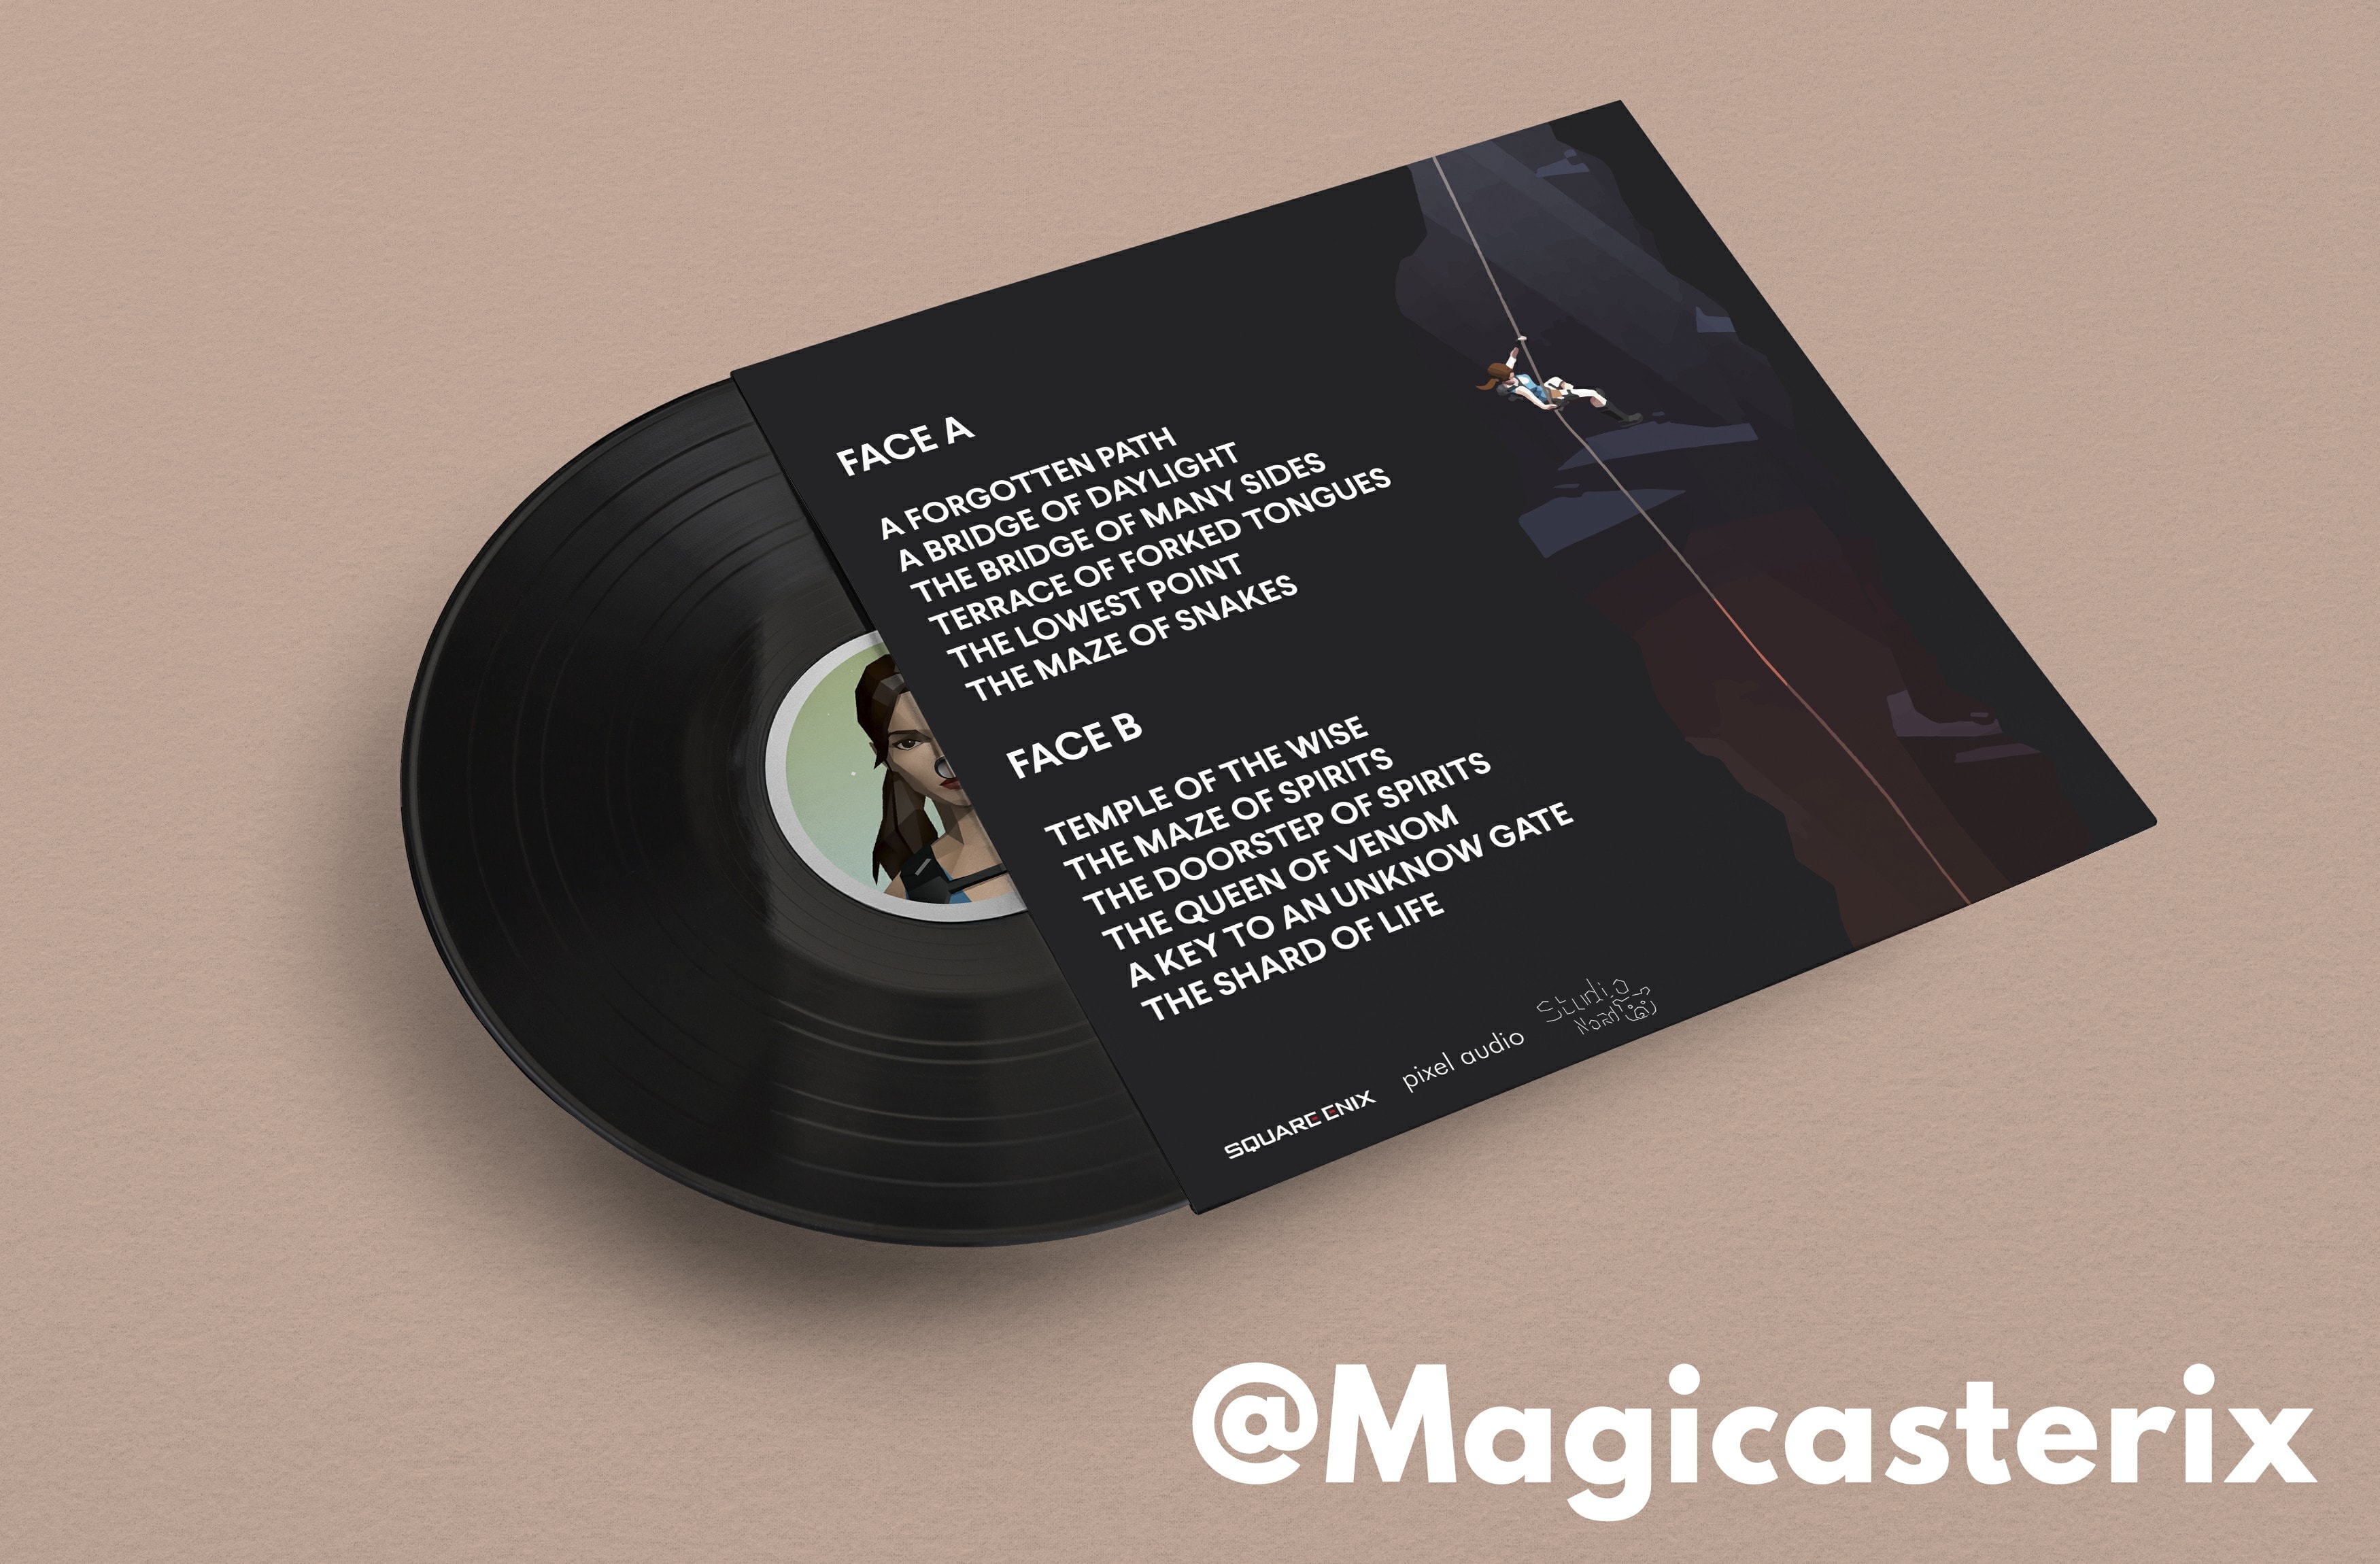 FACE A
A FORGOTTEN PATH
A BRIDGE OF DAYLIGHT
THE BRIDGE OF MANY SIDES
TERRACE OF FORKED TONGUES
THE LOWEST POINT
THE MAZE OF SNAKES
FACE B
TEMPLE OF THE WISE
THE MAZE OF SPIRITS
THE DOORSTEP OF SPIRITS
THE QUEEN OF VENOM
A KEY TO AN UNKNOW GATE
THE SHARD OF LIFE
SQUARE ENIX
pixel audio
Studio
@Magicasterix